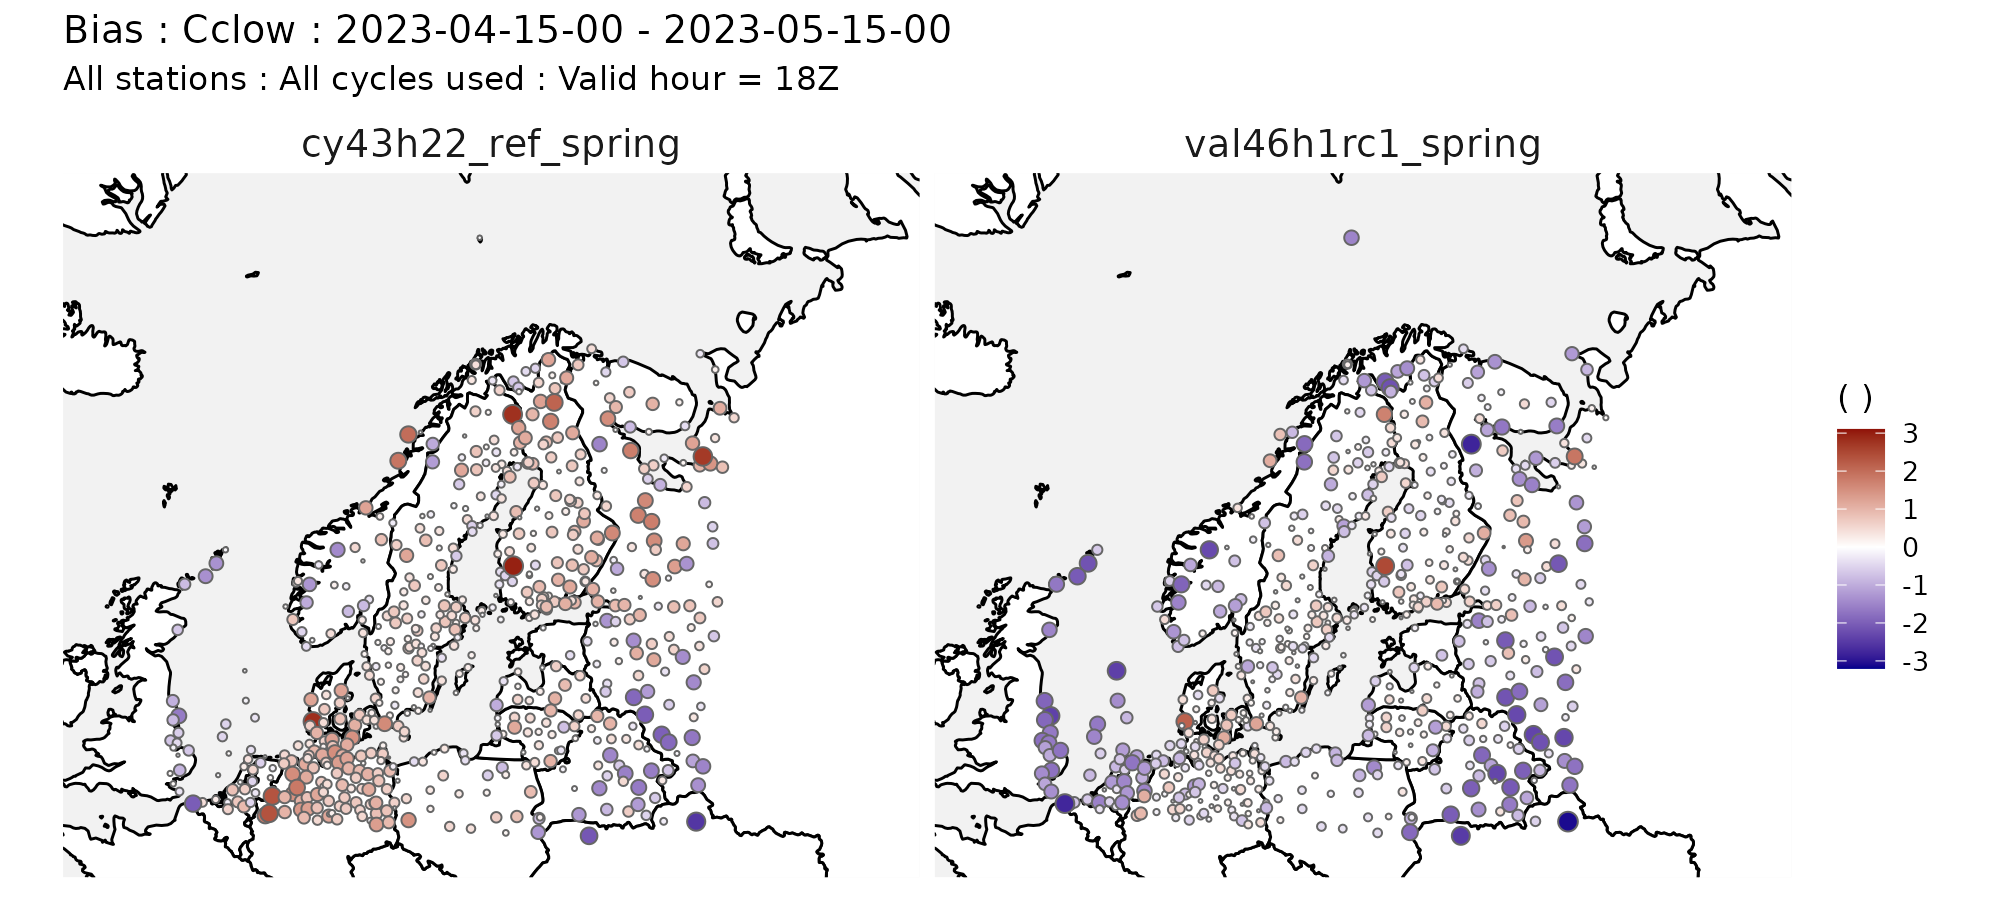 Bias : Cclow : 2023-04-15-00 - 2023-05-15-00
All stations : All cycles used : Valid hour = 18Z
cy43h22_ref_spring
val46h1rc1_spring
( )
3
2
1
0
-1
-2
-3